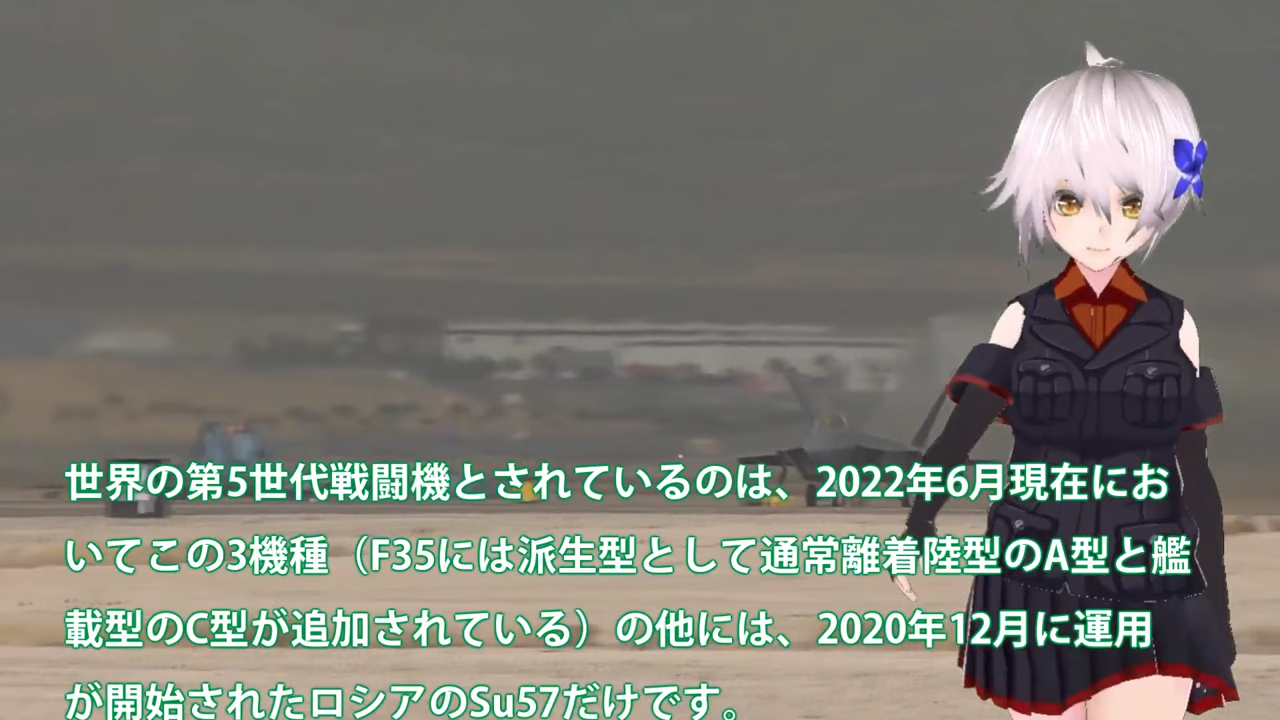 世界の第5世代戦闘機とされているのは、2022年6月現在にお
いてこの3機種（F35には派生型として通常離着陸型のA型と艦
載型のC型が追加されている）の他には、2020年12月に運用
が開始されたロシアのSu57だけです。